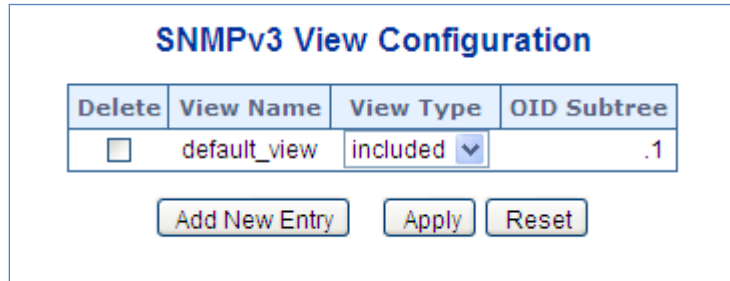 SNMPv3 View Configuration
Delete View Name View Type OID Subtree
default_view included .1
Add New Entry Apply Reset